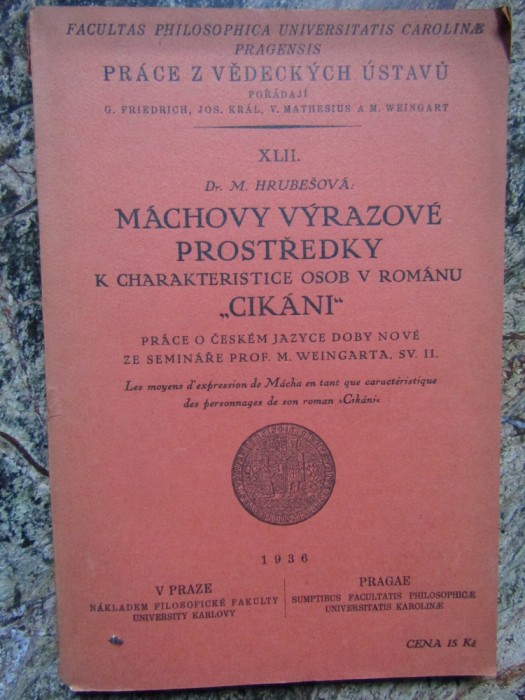 FACULTAS PHILOSOPHICA UNIVERSITATIS CAROLINÆ
PRAGENSIS
PRÁCE Z VĚDECKÝCH ÚSTAVŮ
POŘÁDAJÍ
G. FRIEDRICH, JOS. KRÁL, V. MATHESIUS A M. WEINGART
XLII.
Dr. M. HRUBEŠOVÁ:
MÁCHOVY VÝRAZOVÉ
PROSTŘEDKY
K CHARAKTERISTICE OSOB V ROMÁNU
„CIKÁNI“
PRÁCE O ČESKÉM JAZYCE DOBY NOVÉ
ZE SEMINÁŘE PROF. M. WEINGARTA, SV. II.
Les moyens d'expression de Mácha en tant que caractéristique
des personnages de son roman »Cikáni«
1936
V PRAZE
NÁKLADEM FILOSOFICKÉ FAKULTY
UNIVERSITY KARLOVY
PRAGAE
SUMPTIBUS FACULTATIS PHILOSOPHICÆ
UNIVERSITATIS KAROLINÆ
CENA 15 Kč